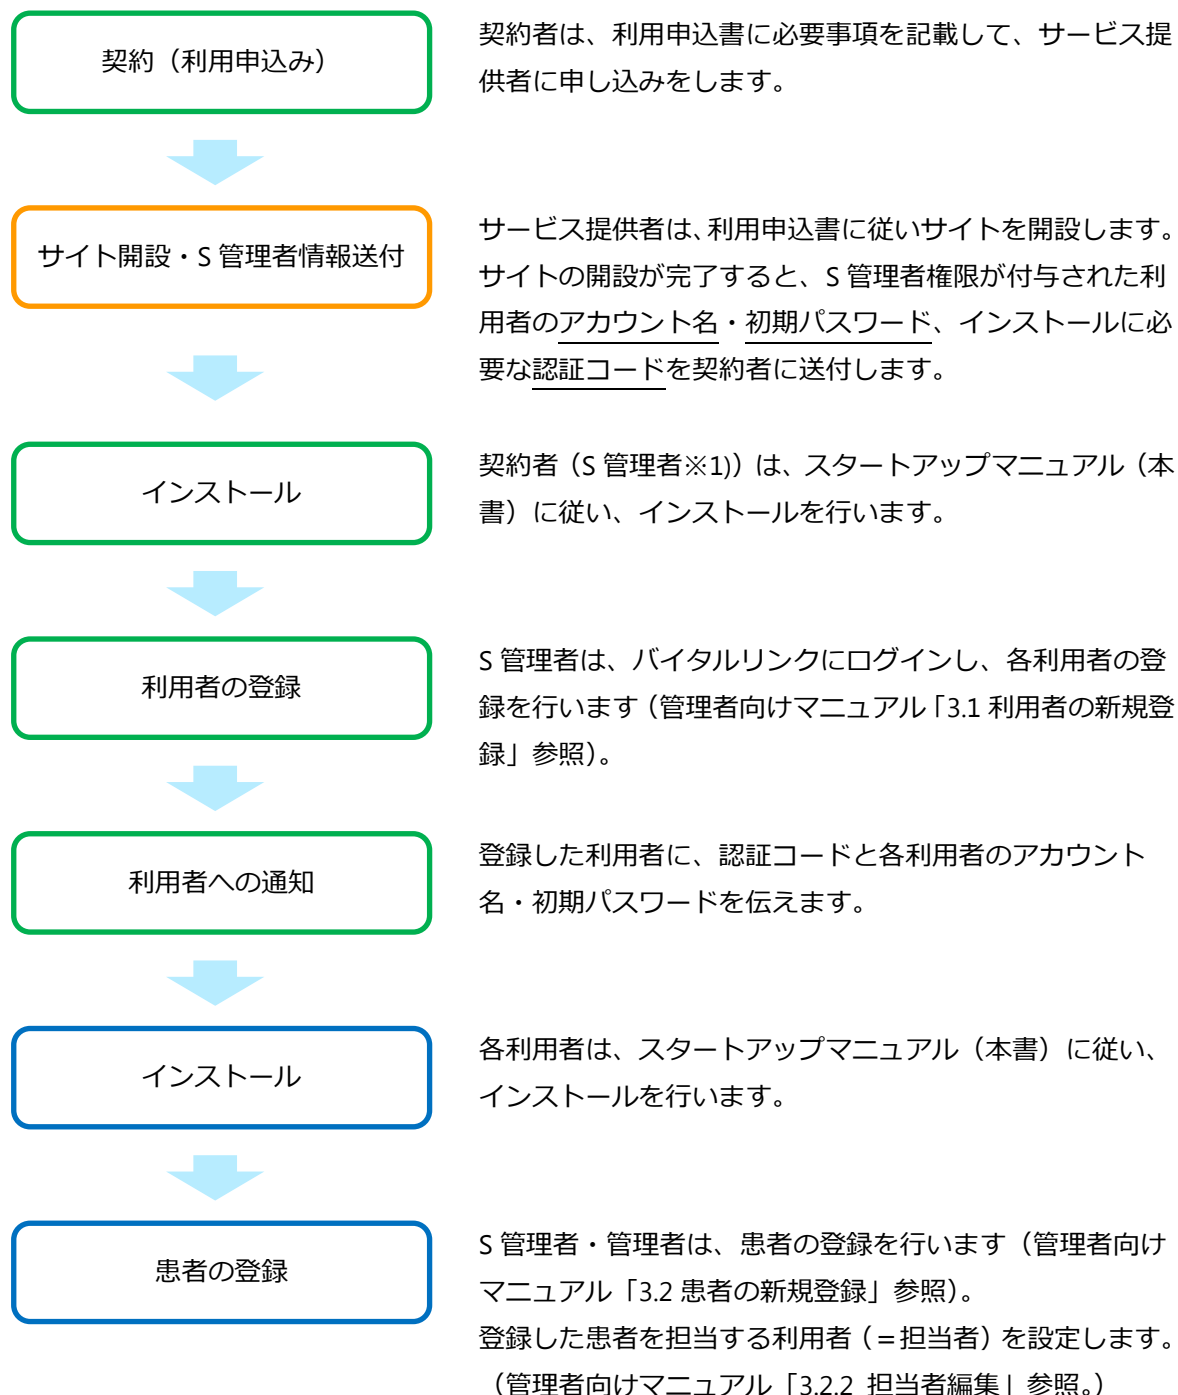 契約（利用申込み）
契約者は、利用申込書に必要事項を記載して、サービス提
供者に申し込みをします。
サイト開設・S 管理者情報送付
サービス提供者は、利用申込書に従いサイトを開設します。
サイトの開設が完了すると、S 管理者権限が付与された利
用者のアカウント名・初期パスワード、インストールに必
要な認証コードを契約者に送付します。
インストール
契約者（S 管理者※1)）は、スタートアップマニュアル（本
書）に従い、インストールを行います。
利用者の登録
S 管理者は、バイタルリンクにログインし、各利用者の登
録を行います（管理者向けマニュアル「3.1 利用者の新規登
録」参照）。
利用者への通知
登録した利用者に、認証コードと各利用者のアカウント
名・初期パスワードを伝えます。
インストール
各利用者は、スタートアップマニュアル（本書）に従い、
インストールを行います。
患者の登録
S 管理者・管理者は、患者の登録を行います（管理者向け
マニュアル「3.2 患者の新規登録」参照）。
登録した患者を担当する利用者（＝担当者）を設定します。
（管理者向けマニュアル「3.2.2 担当者編集」参照。）